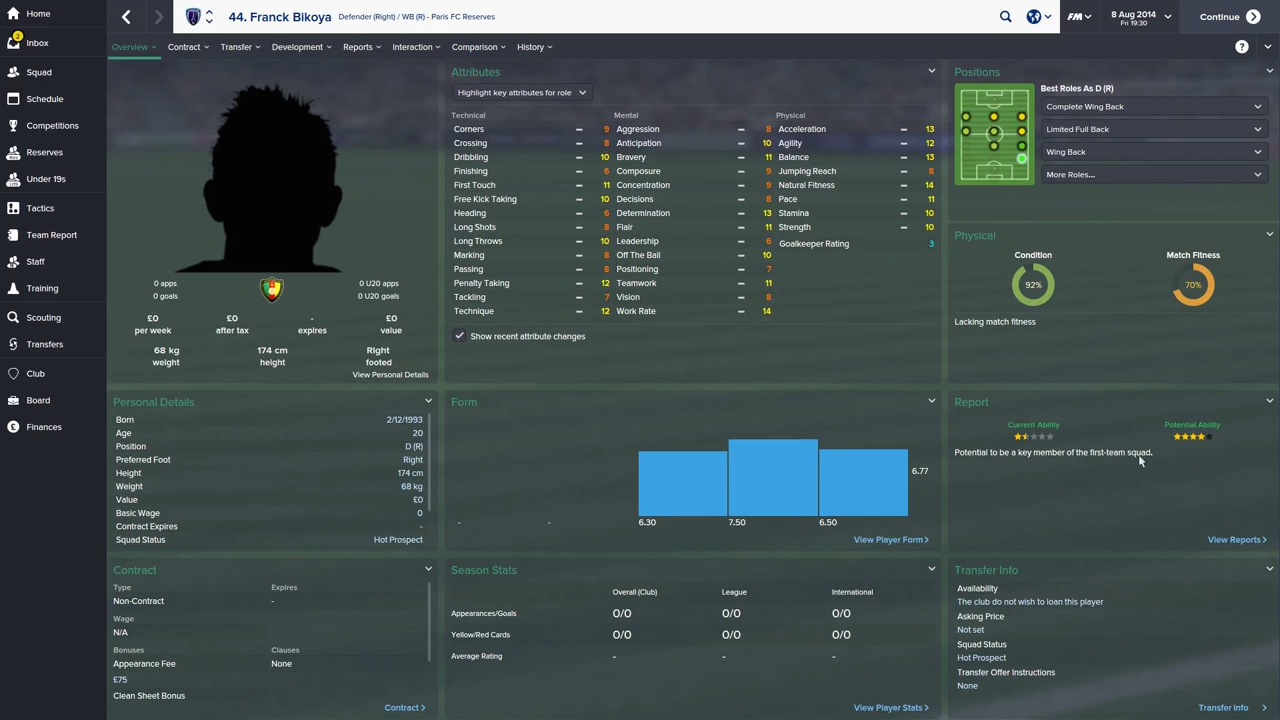 Home
2
Inbox
Squad
Schedule
Competitions
Reserves
Under 19s
Tactics
Team Report
Staff
Training
Scouting
Transfers
Club
Board
Finances
44. Franck Bikoya
Defender (Right) / WB (R) - Paris FC Reserves
FM
8 Aug 2014
Fri 19:30
Continue
Overview
Contract
Transfer
Development
Reports
Interaction
Comparison
History
?
0 apps
0 U20 apps
0 goals
0 U20 goals
£0 £0 - £0
per week after tax expires value
68 kg 174 cm Right
weight height footed
View Personal Details
Attributes
Highlight key attributes for role
Technical Mental Physical
Corners - 9 Aggression - 8 Acceleration - 13
Crossing - 8 Anticipation - 10 Agility - 12
Dribbling - 10 Bravery - 11 Balance - 13
Finishing - 6 Composure - 9 Jumping Reach - 8
First Touch - 11 Concentration - 9 Natural Fitness - 14
Free Kick Taking - 10 Decisions - 8 Pace - 11
Heading - 6 Determination - 13 Stamina - 10
Long Shots - 8 Flair - 11 Strength - 10
Long Throws - 10 Leadership - 6 Goalkeeper Rating 3
Marking - 8 Off The Ball - 10
Passing - 8 Positioning - 7
Penalty Taking - 12 Teamwork - 11
Tackling - 7 Vision - 8
Technique - 12 Work Rate - 14
Show recent attribute changes
Positions
Best Roles As D (R)
Complete Wing Back
Limited Full Back
Wing Back
More Roles...
Physical
Condition Match Fitness
92% 70%
Lacking match fitness
Personal Details
Born 2/12/1993
Age 20
Position D (R)
Preferred Foot Right
Height 174 cm
Weight 68 kg
Value £0
Basic Wage 0
Contract Expires -
Squad Status Hot Prospect
Form
6.77
- - 6.30 7.50 6.50
View Player Form
Report
Current Ability Potential Ability
Potential to be a key member of the first-team squad.
View Reports
Contract
Type Expires
Non-Contract -
Wage
N/A
Bonuses Clauses
Appearance Fee None
£75
Clean Sheet Bonus
Contract
Season Stats
Overall (Club) League International
Appearances/Goals 0/0 0/0 0/0
Yellow/Red Cards 0/0 0/0 0/0
Average Rating - - -
View Player Stats
Transfer Info
Availability
The club do not wish to loan this player
Asking Price
Not set
Squad Status
Hot Prospect
Transfer Offer Instructions
None
Transfer Info